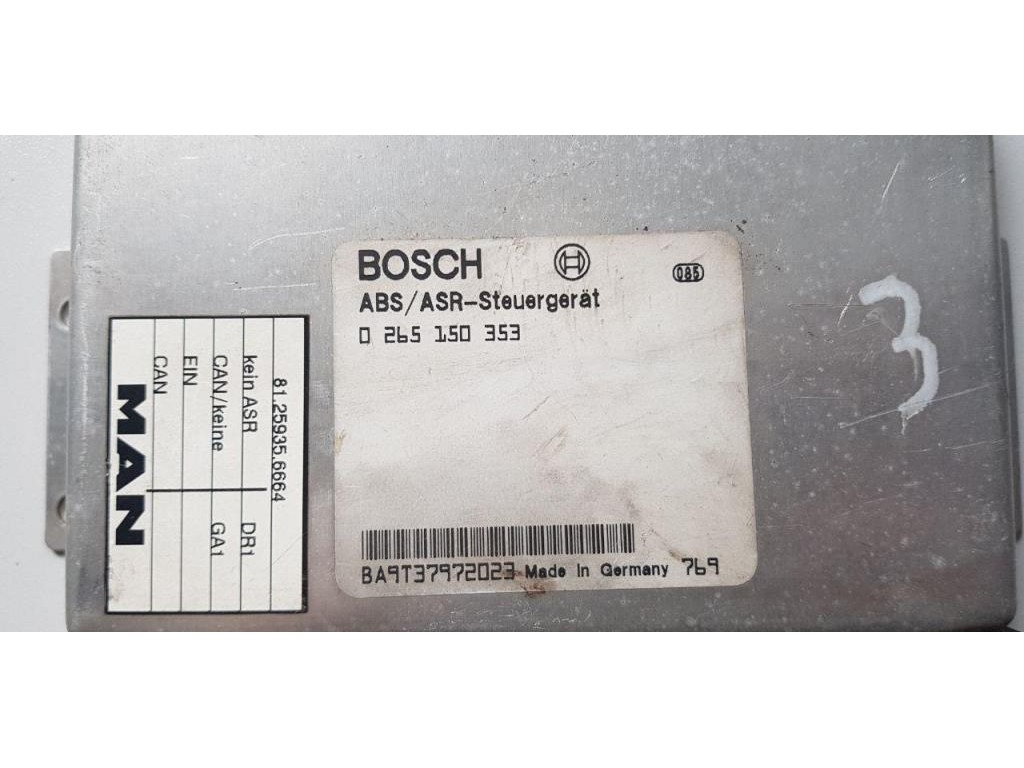 BOSCH
085
ABS/ASR-Steuergerät
0 265 150 353
BA9T37972023 Made In Germany 769
81.25935.6664
kein ASR DR1
CAN/keine GA1
EIN
CAN
MAN
3